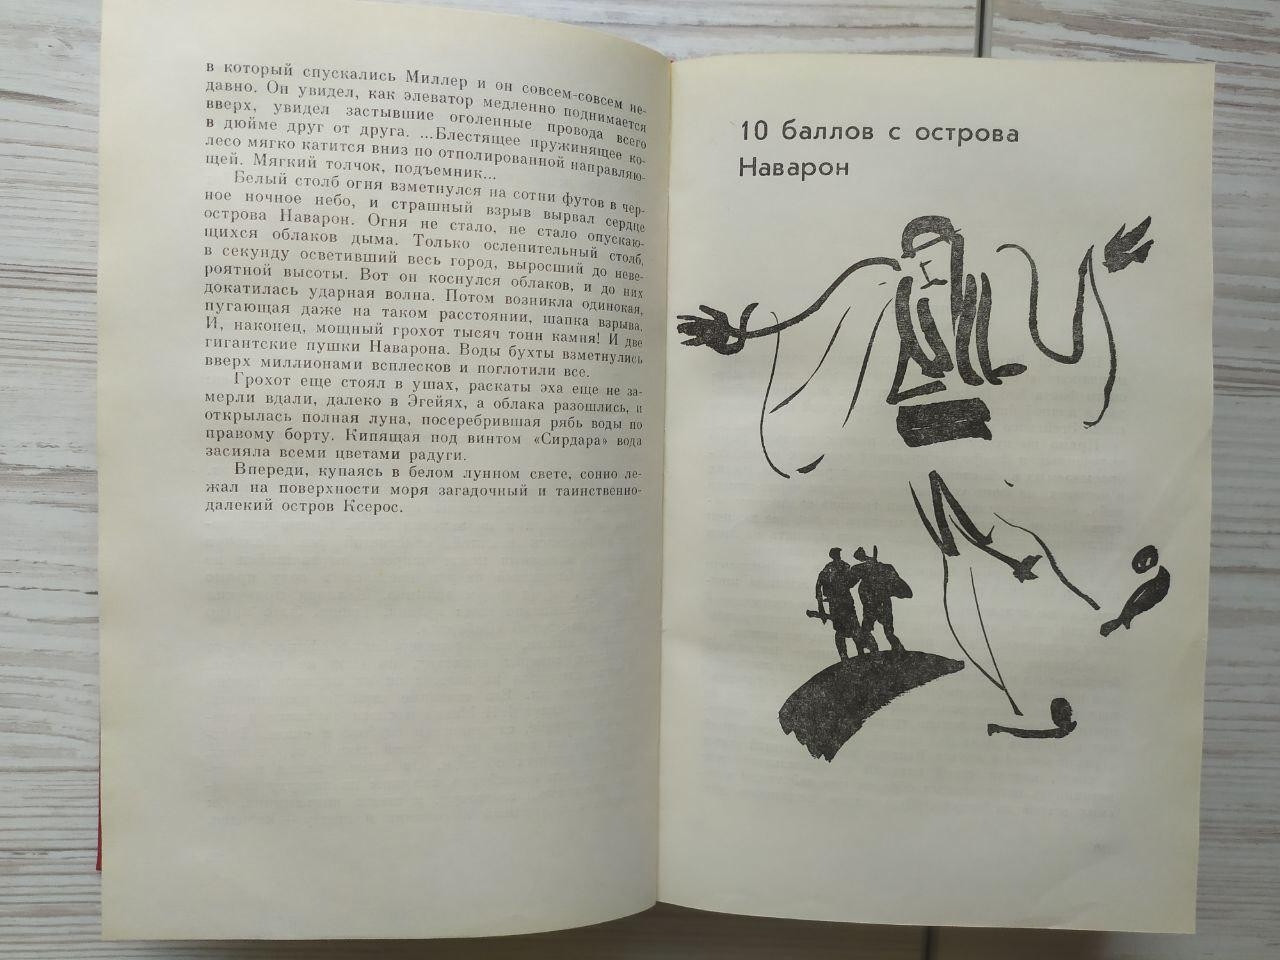 в который спускались Миллер и он совсем-совсем не-
давно. Он увидел, как элеватор медленно поднимается
вверх, увидел застывшие оголенные провода всего
в дюйме друг от друга. ...Блестящее пружинящее ко-
лесо мягко катится вниз по отполированной направляю-
щей. Мягкий толчок, подъемник...
Белый столб огня взметнулся на сотни футов в чер-
ное ночное небо, и страшный взрыв вырвал сердце
острова Наварон. Огня не стало, не стало опускаю-
щихся облаков дыма. Только ослепительный столб,
в секунду осветивший весь город, выросший до неве-
роятной высоты. Вот он коснулся облаков, и до них
докатилась ударная волна. Потом возникла одинокая,
пугающая даже на таком расстоянии, шапка взрыва.
И, наконец, мощный грохот тысяч тонн камня! И две
гигантские пушки Наварона. Воды бухты взметнулись
вверх миллионами всплесков и поглотили все.
Грохот еще стоял в ушах, раскаты эха еще не за-
мерли вдали, далеко в Эгейях, а облака разошлись, и
открылась полная луна, посеребрившая рябь воды по
правому борту. Кипящая под винтом «Сирдара» вода
засияла всеми цветами радуги.
Впереди, купаясь в белом лунном свете, сонно ле-
жал на поверхности моря загадочный и таинственно-
далекий остров Ксерос.
10 баллов с острова
Наварон